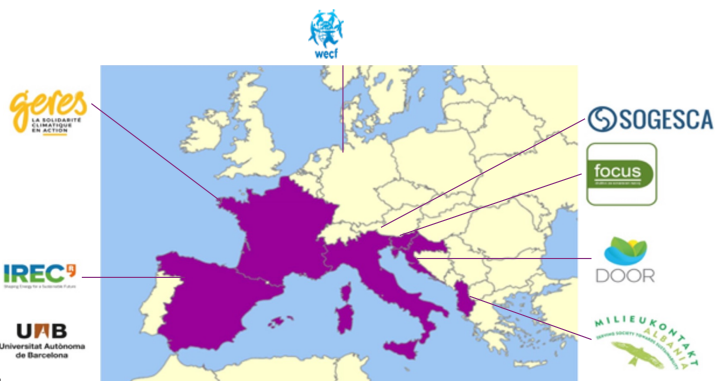 wecf
geres
LA SOLIDARITÉ
CLIMATIQUE
EN ACTION
SOGESCA
focus
IREC
Shaping Energy for a Sustainable Future
DOOR
UAB
Universitat Autònoma
de Barcelona
MILIEUKONTAKT
ALBANIA